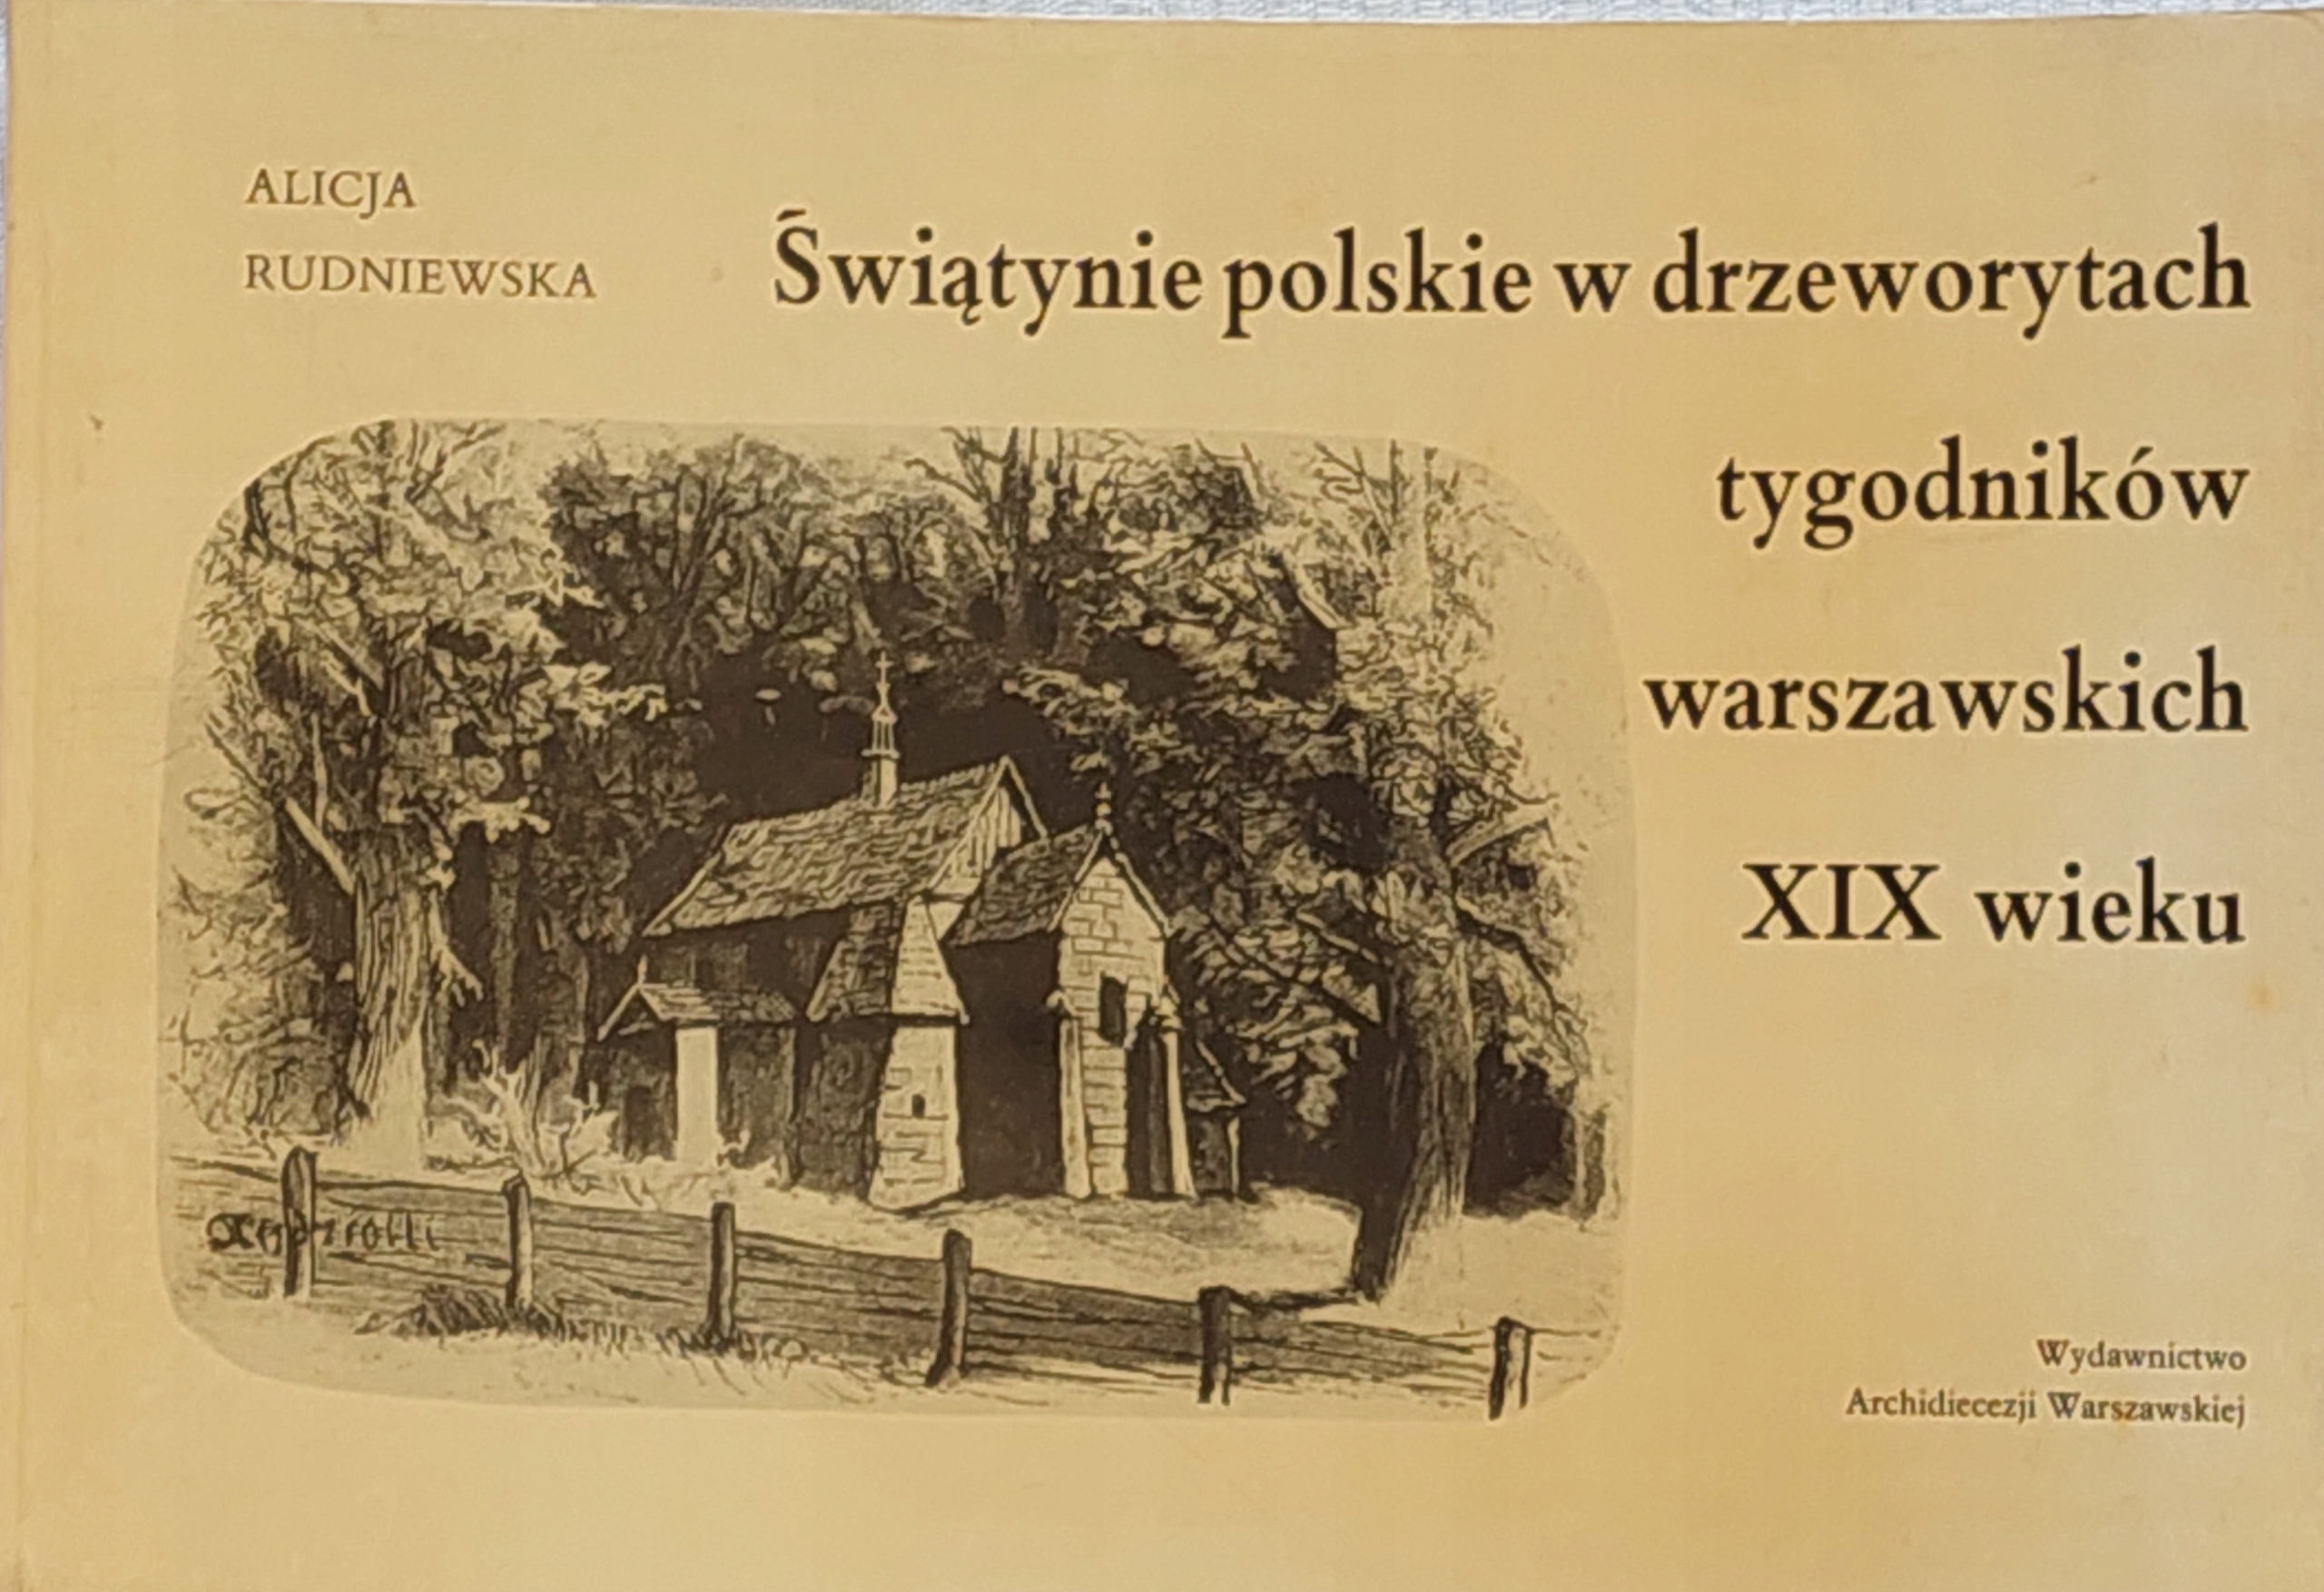 ALICJA
RUDNIEWSKA
Świątynie polskie w drzeworytach
tygodników
warszawskich
XIX wieku
Wydawnictwo
Archidiecezji Warszawskiej